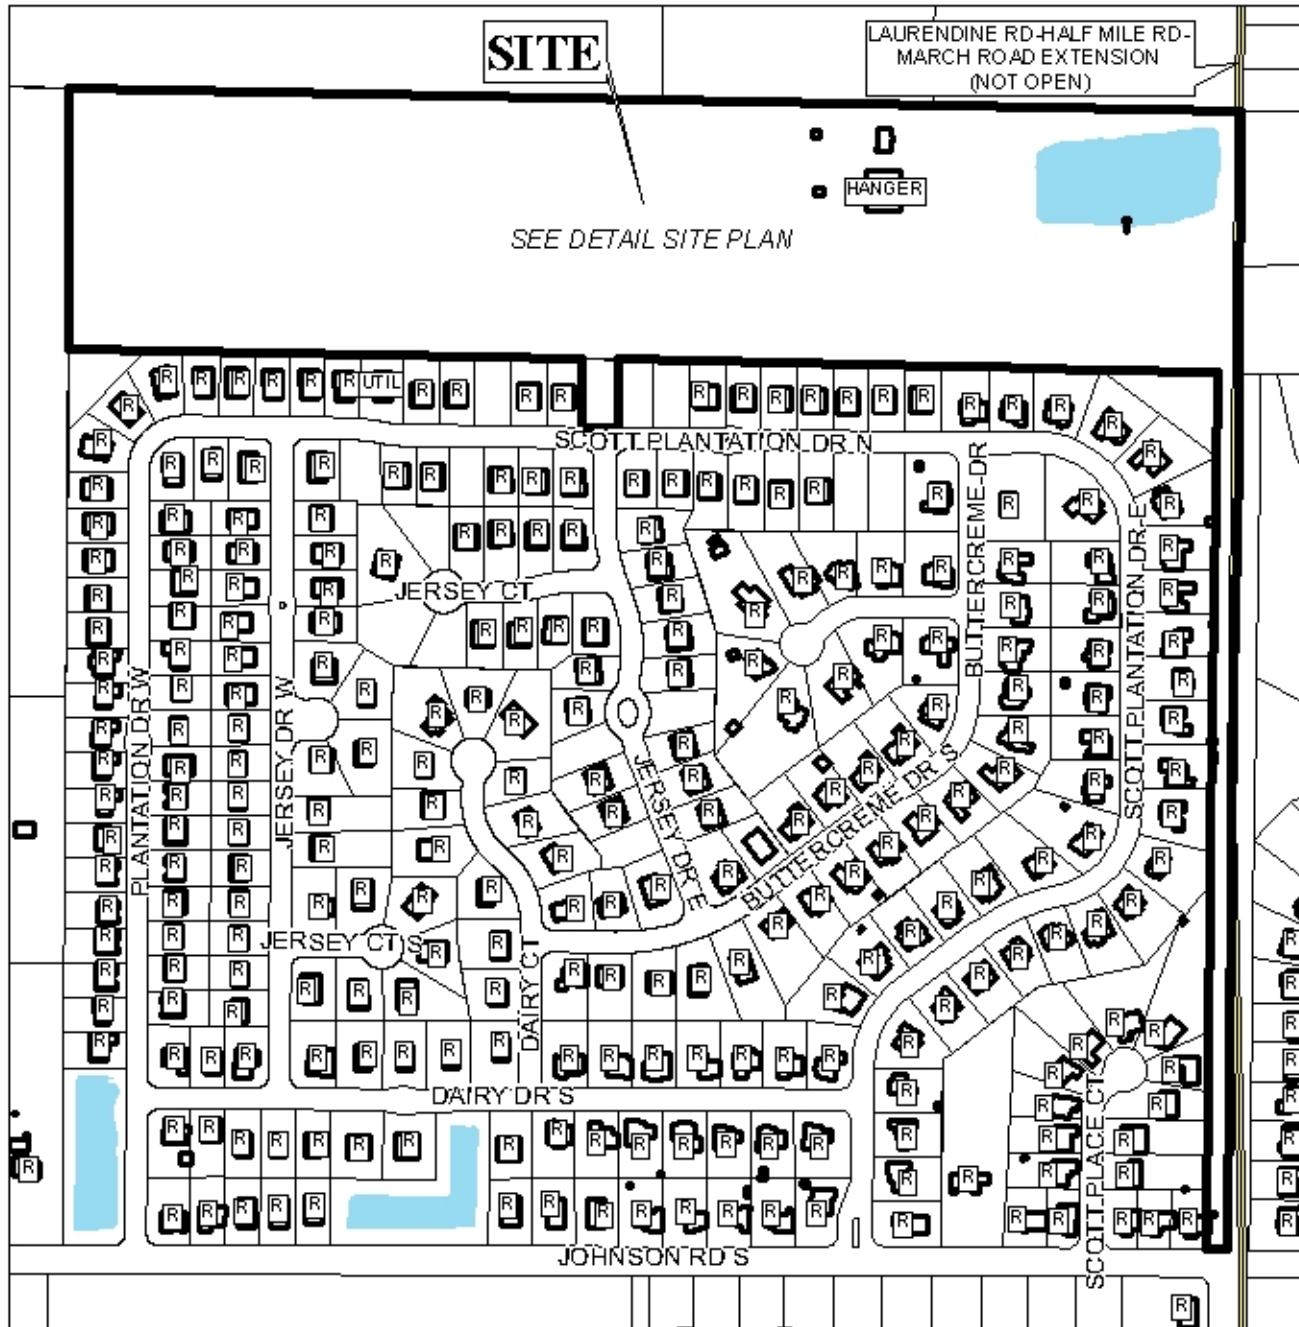 SITE
LAURENDINE RD-HALF MILE RD-
MARCH ROAD EXTENSION
(NOT OPEN)
HANGER
SEE DETAIL SITE PLAN
UTIL
SCOTT PLANTATION DR N
BUTTERCREME DR
SCOTT PLANTATION DR E
JERSEY CT
BUTTERCREME DR S
PLANTATION DR W
JERSEY DR W
JERSEY DR E
JERSEY CT S
DAIRY CT
DAIRY DR S
SCOTT PLACE CT
JOHNSON RD S
R